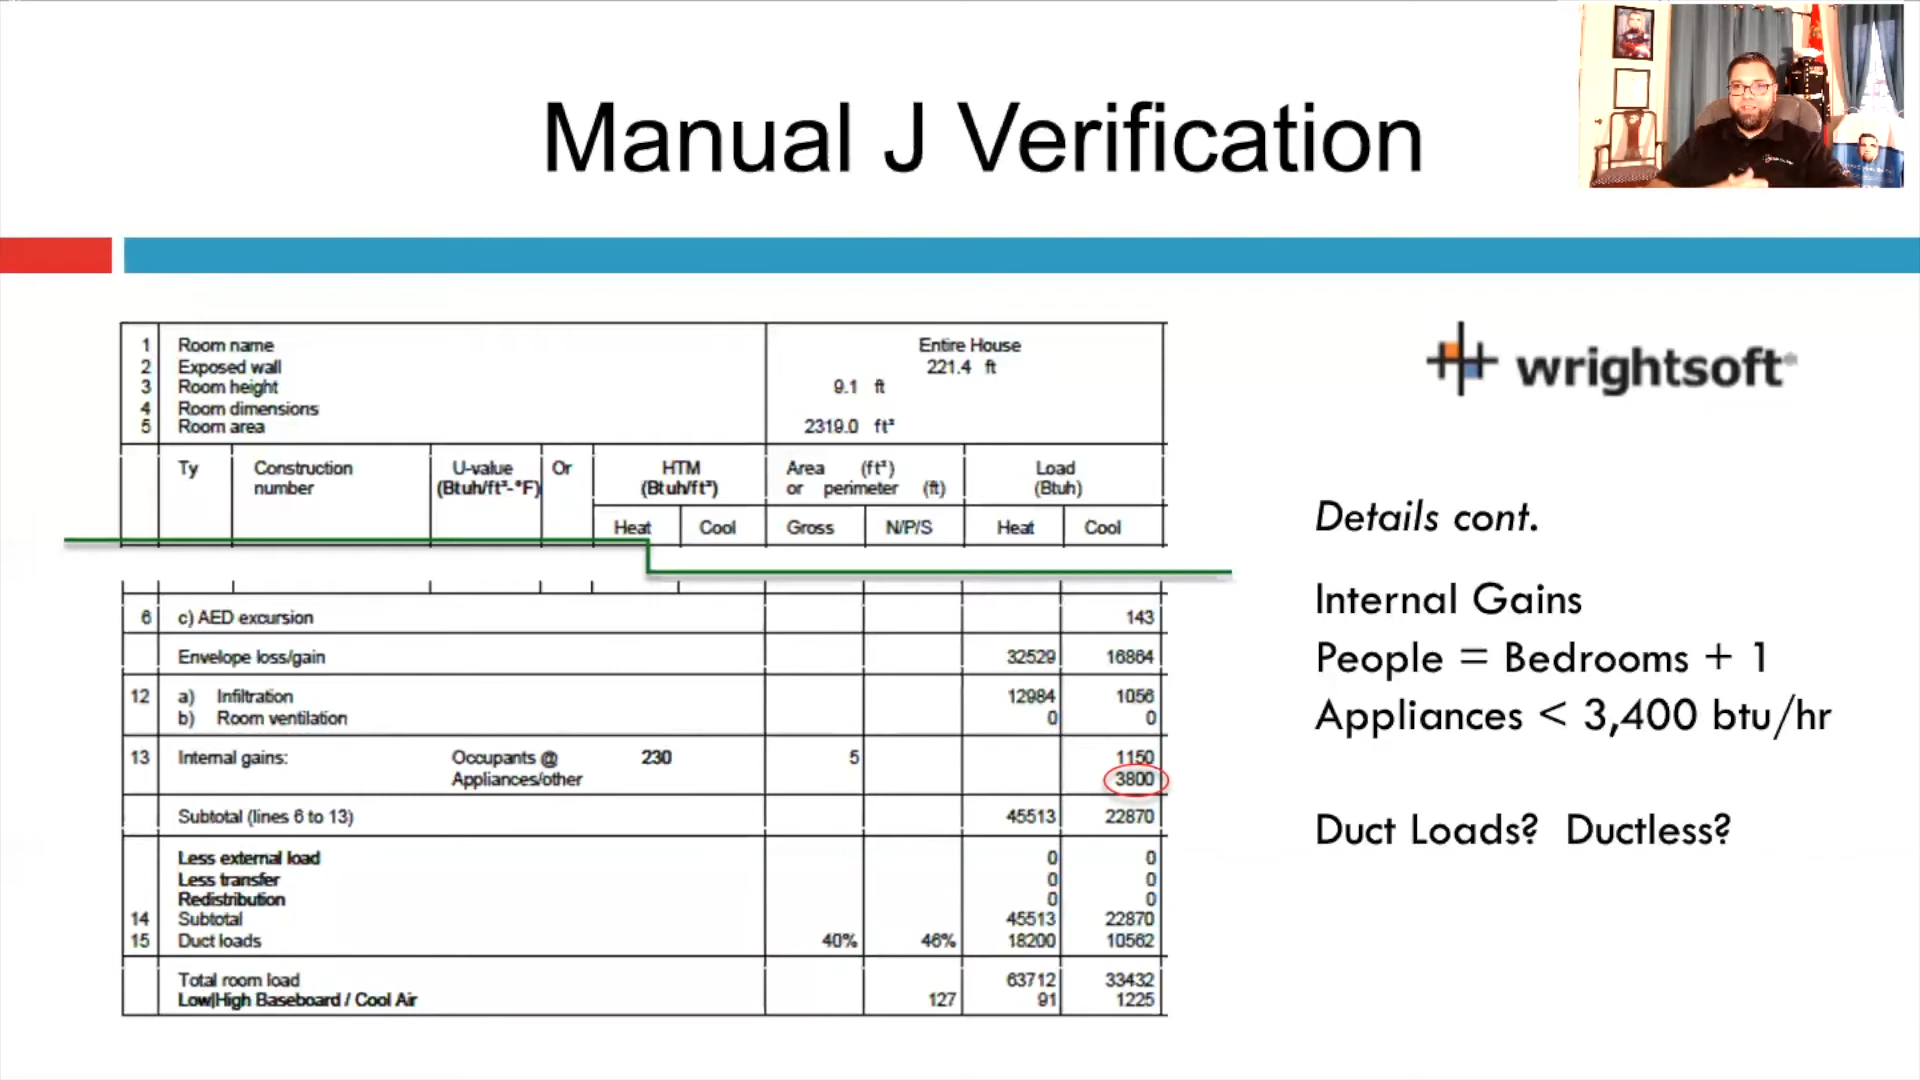 Manual J Verification
1 Room name Entire House
2 Exposed wall 221.4 ft
3 Room height 9.1 ft
4 Room dimensions
5 Room area 2319.0 ft²
Ty Construction number U-value (Btuh/ft²-°F) Or HTM (Btuh/ft²) Area (ft²) or perimeter (ft) Load (Btuh)
Heat Cool Gross N/P/S Heat Cool
6 c) AED excursion 143
Envelope loss/gain 32529 16864
12 a) Infiltration 12984 1056
b) Room ventilation 0 0
13 Internal gains: Occupants @ 230 5 1150
Appliances/other 3800
Subtotal (lines 6 to 13) 45513 22870
Less external load 0 0
Less transfer 0 0
Redistribution 0 0
14 Subtotal 45513 22870
15 Duct loads 40% 46% 18200 10562
Total room load 63712 33432
Low|High Baseboard / Cool Air 127 91 1225
wrightsoft®
Details cont.
Internal Gains
People = Bedrooms + 1
Appliances < 3,400 btu/hr
Duct Loads? Ductless?